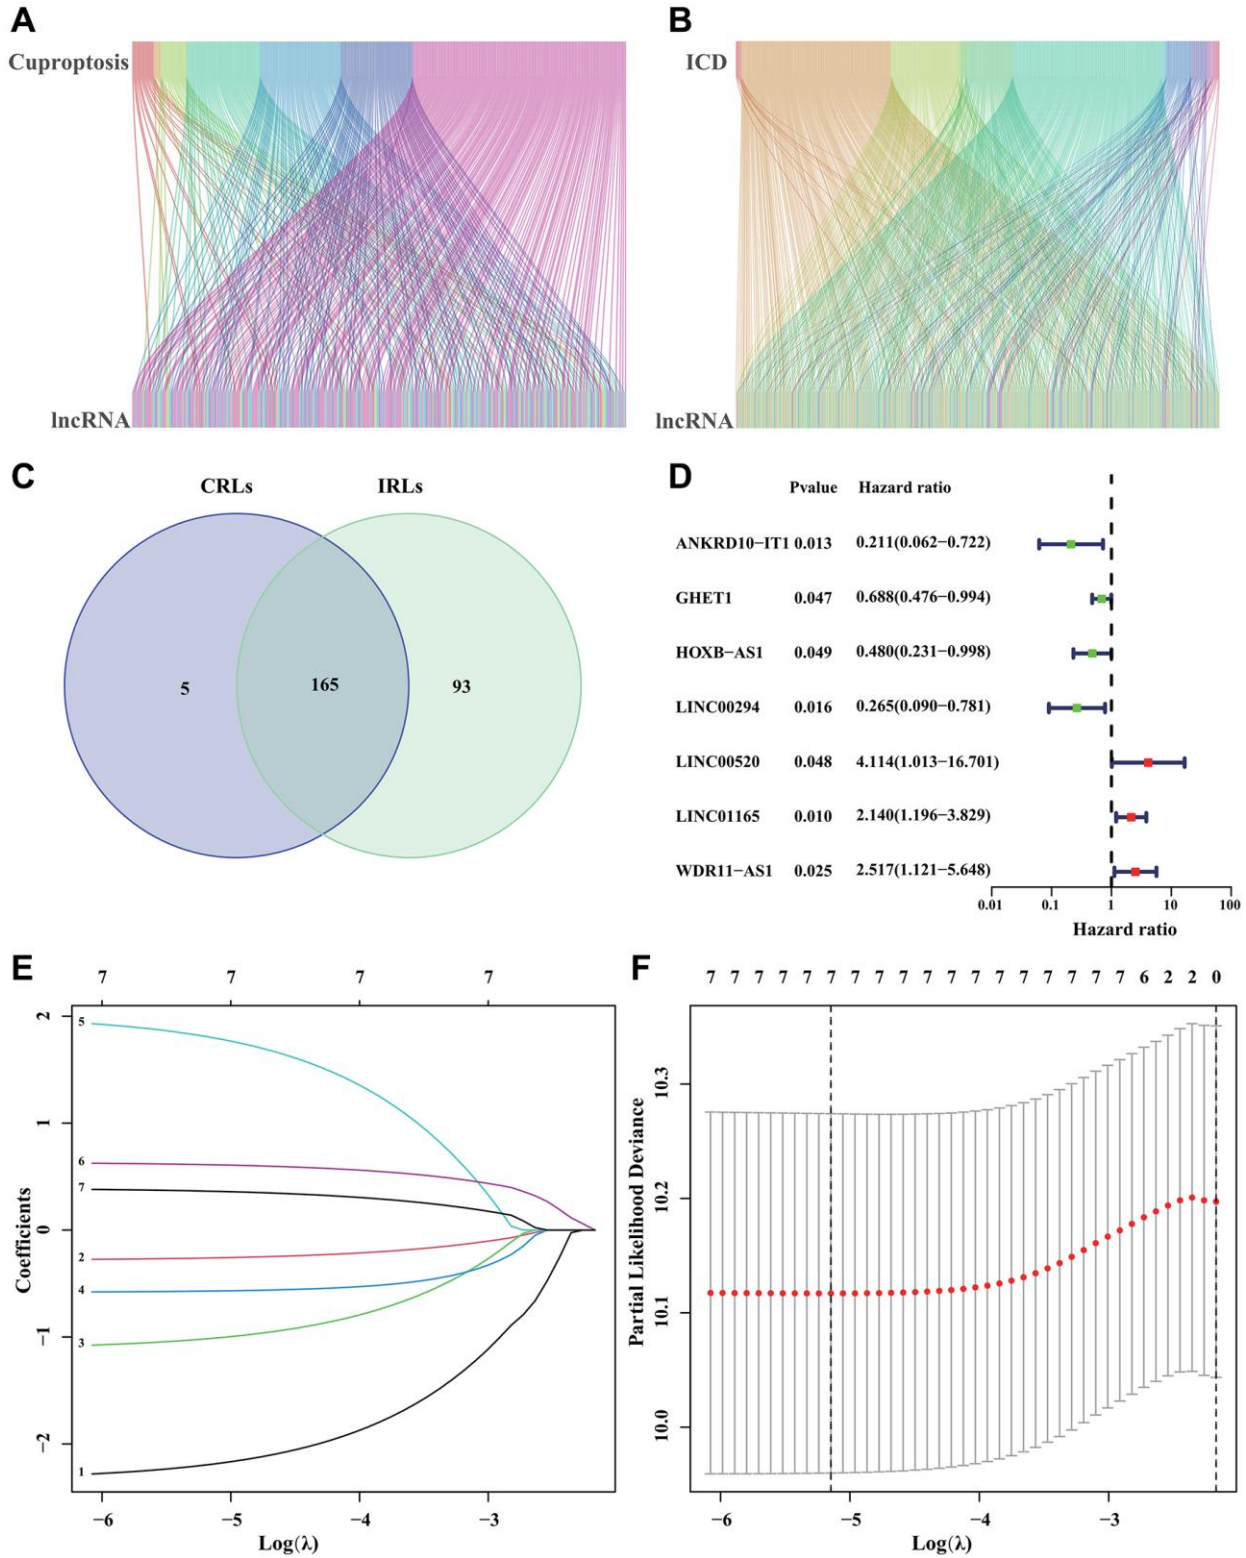 A
Cuproptosis
lncRNA
B
ICD
lncRNA
C
CRLs IRLs
5 165 93
D
Pvalue Hazard ratio
ANKRD10−IT1 0.013 0.211(0.062−0.722)
GHET1 0.047 0.688(0.476−0.994)
HOXB−AS1 0.049 0.480(0.231−0.998)
LINC00294 0.016 0.265(0.090−0.781)
LINC00520 0.048 4.114(1.013−16.701)
LINC01165 0.010 2.140(1.196−3.829)
WDR11−AS1 0.025 2.517(1.121−5.648)
0.01 0.1 1 10 100
Hazard ratio
E
7 7 7 7
Coefficients
2
1
0
−1
−2
5
6
7
2
4
3
1
−6 −5 −4 −3
Log(λ)
F
7 7 7 7 7 7 7 7 7 7 7 7 7 7 7 7 7 7 6 2 2 0
Partial Likelihood Deviance
10.3
10.2
10.1
10.0
−6 −5 −4 −3
Log(λ)